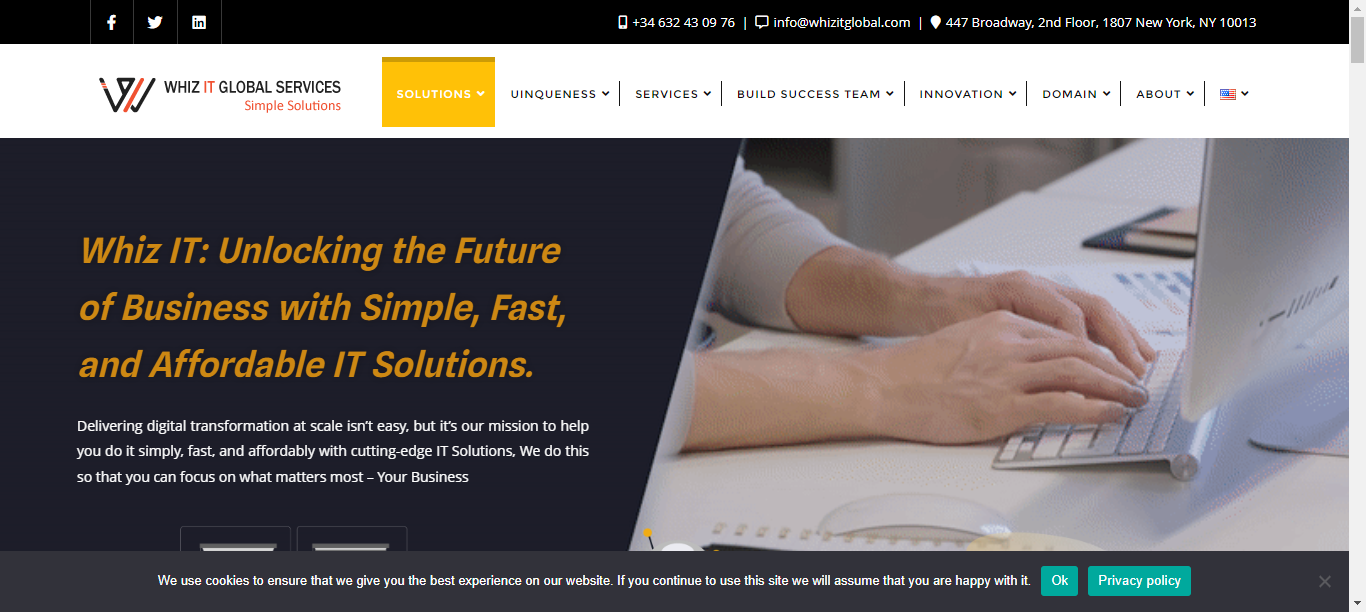 +34 632 43 09 76 | info@whizitglobal.com | 447 Broadway, 2nd Floor, 1807 New York, NY 10013
WHIZ IT GLOBAL SERVICES
Simple Solutions
SOLUTIONS UINQUENESS SERVICES BUILD SUCCESS TEAM INNOVATION DOMAIN ABOUT
Whiz IT: Unlocking the Future
of Business with Simple, Fast,
and Affordable IT Solutions.
Delivering digital transformation at scale isn't easy, but it's our mission to help
you do it simply, fast, and affordably with cutting-edge IT Solutions, We do this
so that you can focus on what matters most – Your Business
We use cookies to ensure that we give you the best experience on our website. If you continue to use this site we will assume that you are happy with it. Ok Privacy policy